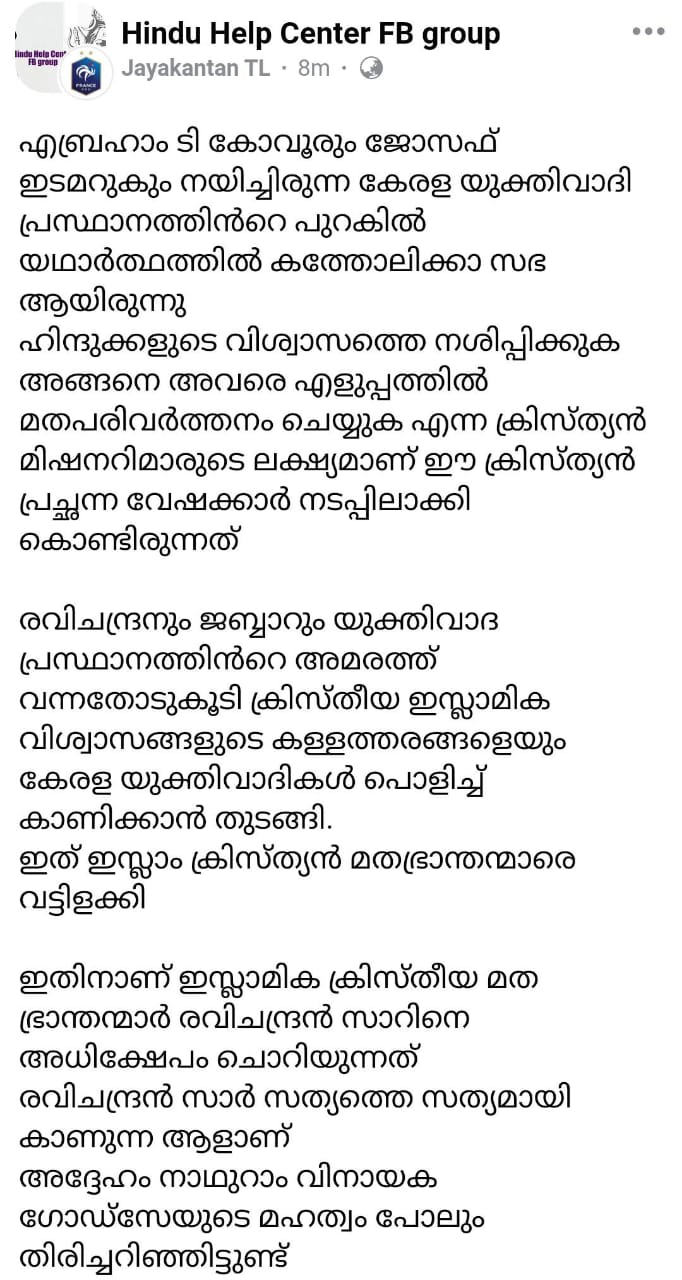 Hindu Help Center FB group
Hindu Help Cent
FB group
FRANCE
Jayakantan TL · 8m ·
എബ്രഹാം ടി കോവൂരും ജോസഫ്
ഇടമറുകും നയിച്ചിരുന്ന കേരള യുക്തിവാദി
പ്രസ്ഥാനത്തിൻറെ പുറകിൽ
യഥാർത്ഥത്തിൽ കത്തോലിക്കാ സഭ
ആയിരുന്നു
ഹിന്ദുക്കളുടെ വിശ്വാസത്തെ നശിപ്പിക്കുക
അങ്ങനെ അവരെ എളുപ്പത്തിൽ
മതപരിവർത്തനം ചെയ്യുക എന്ന ക്രിസ്ത്യൻ
മിഷനറിമാരുടെ ലക്ഷ്യമാണ് ഈ ക്രിസ്ത്യൻ
പ്രച്ഛന്ന വേഷക്കാർ നടപ്പിലാക്കി
കൊണ്ടിരുന്നത്
രവിചന്ദ്രനും ജബ്ബാറും യുക്തിവാദ
പ്രസ്ഥാനത്തിൻറെ അമരത്ത്
വന്നതോടുകൂടി ക്രിസ്തീയ ഇസ്ലാമിക
വിശ്വാസങ്ങളുടെ കള്ളത്തരങ്ങളെയും
കേരള യുക്തിവാദികൾ പൊളിച്ച്
കാണിക്കാൻ തുടങ്ങി.
ഇത് ഇസ്ലാം ക്രിസ്ത്യൻ മതഭ്രാന്തന്മാരെ
വട്ടിളക്കി
ഇതിനാണ് ഇസ്ലാമിക ക്രിസ്തീയ മത
ഭ്രാന്തന്മാർ രവിചന്ദ്രൻ സാറിനെ
അധിക്ഷേപം ചൊറിയുന്നത്
രവിചന്ദ്രൻ സാർ സത്യത്തെ സത്യമായി
കാണുന്ന ആളാണ്
അദ്ദേഹം നാഥുറാം വിനായക
ഗോഡ്സേയുടെ മഹത്വം പോലും
തിരിച്ചറിഞ്ഞിട്ടുണ്ട്